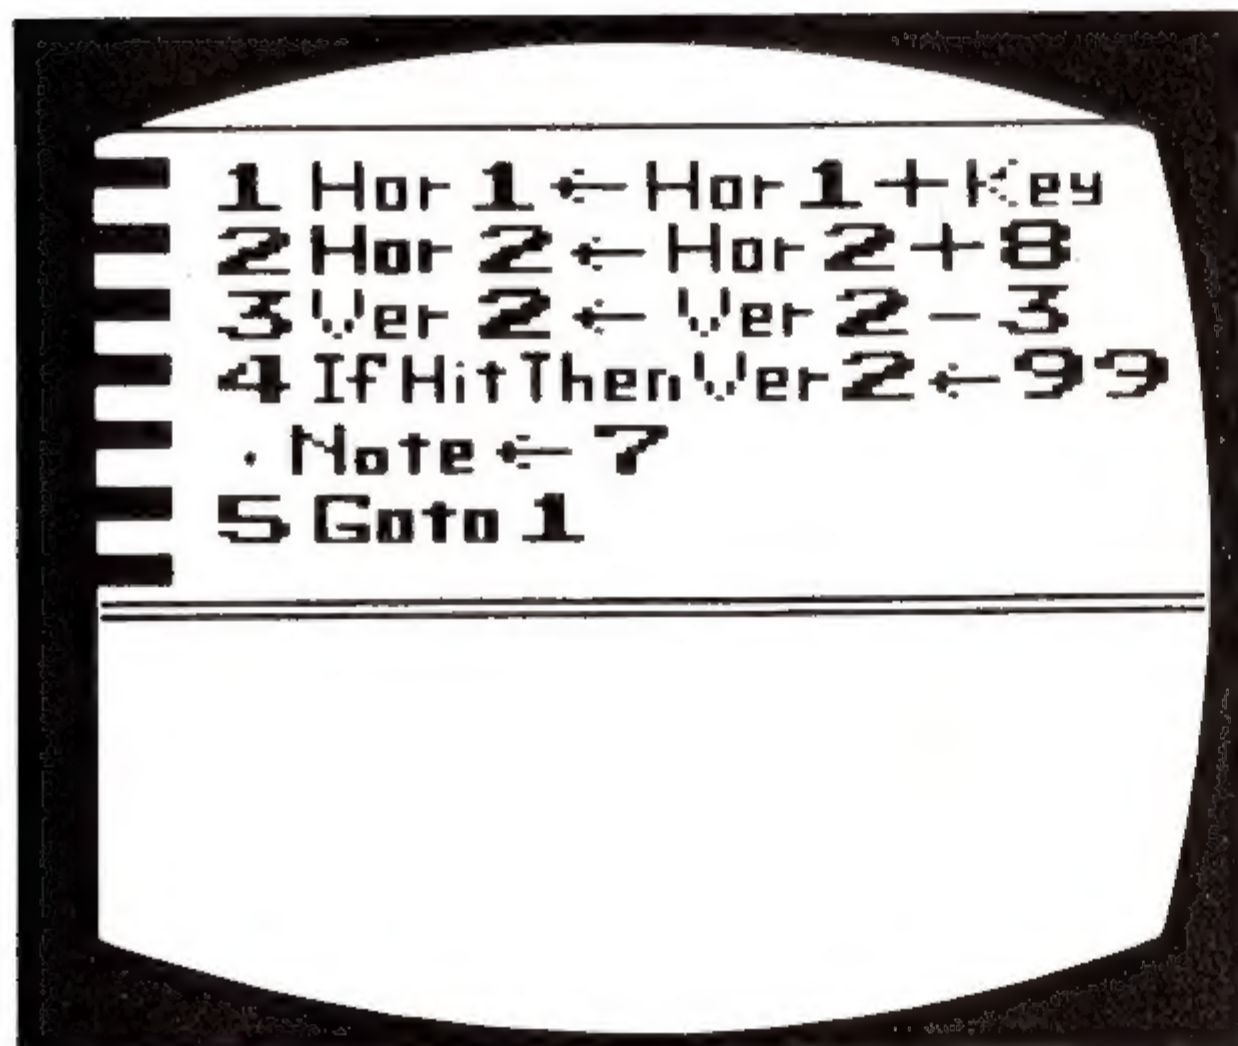 1 Hor 1 ← Hor 1 + Key
2 Hor 2 ← Hor 2 + 8
3 Ver 2 ← Ver 2 - 3
4 If Hit Then Ver 2 ← 99
. Note ← 7
5 Goto 1